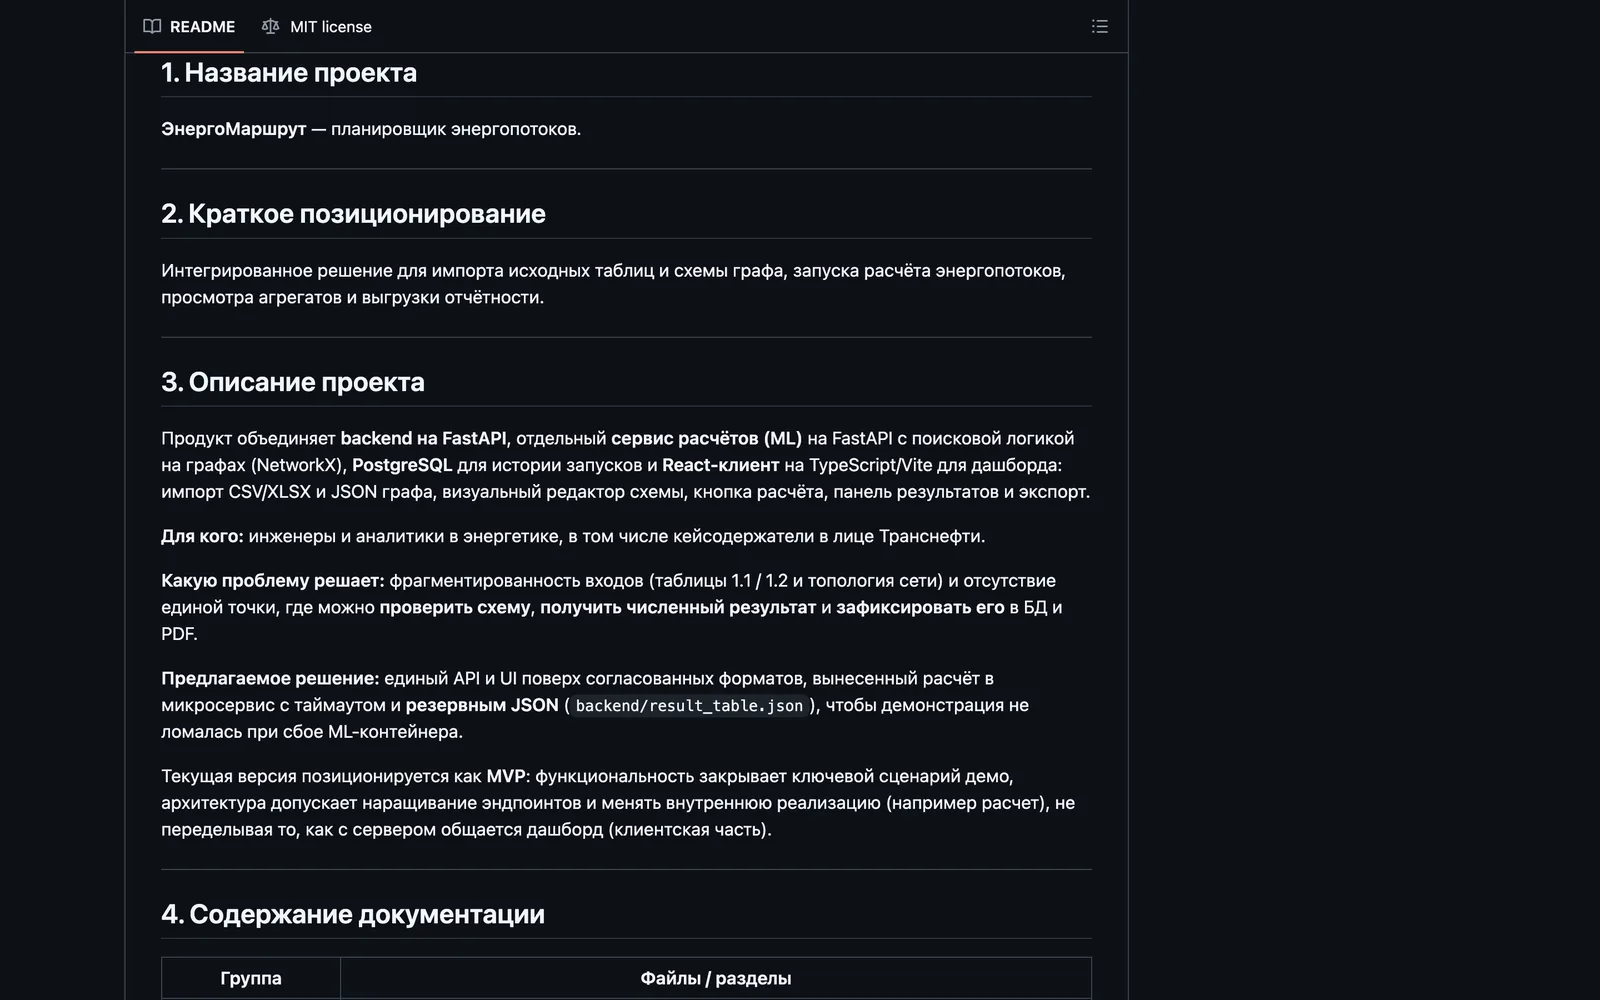 README
MIT license
1. Название проекта
ЭнергоМаршрут — планировщик энергопотоков.
2. Краткое позиционирование
Интегрированное решение для импорта исходных таблиц и схемы графа, запуска расчёта энергопотоков,
просмотра агрегатов и выгрузки отчётности.
3. Описание проекта
Продукт объединяет backend на FastAPI, отдельный сервис расчётов (ML) на FastAPI с поисковой логикой
на графах (NetworkX), PostgreSQL для истории запусков и React-клиент на TypeScript/Vite для дашборда:
импорт CSV/XLSX и JSON графа, визуальный редактор схемы, кнопка расчёта, панель результатов и экспорт.
Для кого: инженеры и аналитики в энергетике, в том числе кейсодержатели в лице Транснефти.
Какую проблему решает: фрагментированность входов (таблицы 1.1 / 1.2 и топология сети) и отсутствие
единой точки, где можно проверить схему, получить численный результат и зафиксировать его в БД и
PDF.
Предлагаемое решение: единый API и UI поверх согласованных форматов, вынесенный расчёт в
микросервис с таймаутом и резервным JSON ( backend/result_table.json ), чтобы демонстрация не
ломалась при сбое ML-контейнера.
Текущая версия позиционируется как MVP: функциональность закрывает ключевой сценарий демо,
архитектура допускает наращивание эндпоинтов и менять внутреннюю реализацию (например расчет), не
переделывая то, как с сервером общается дашборд (клиентская часть).
4. Содержание документации
Группа
Файлы / разделы